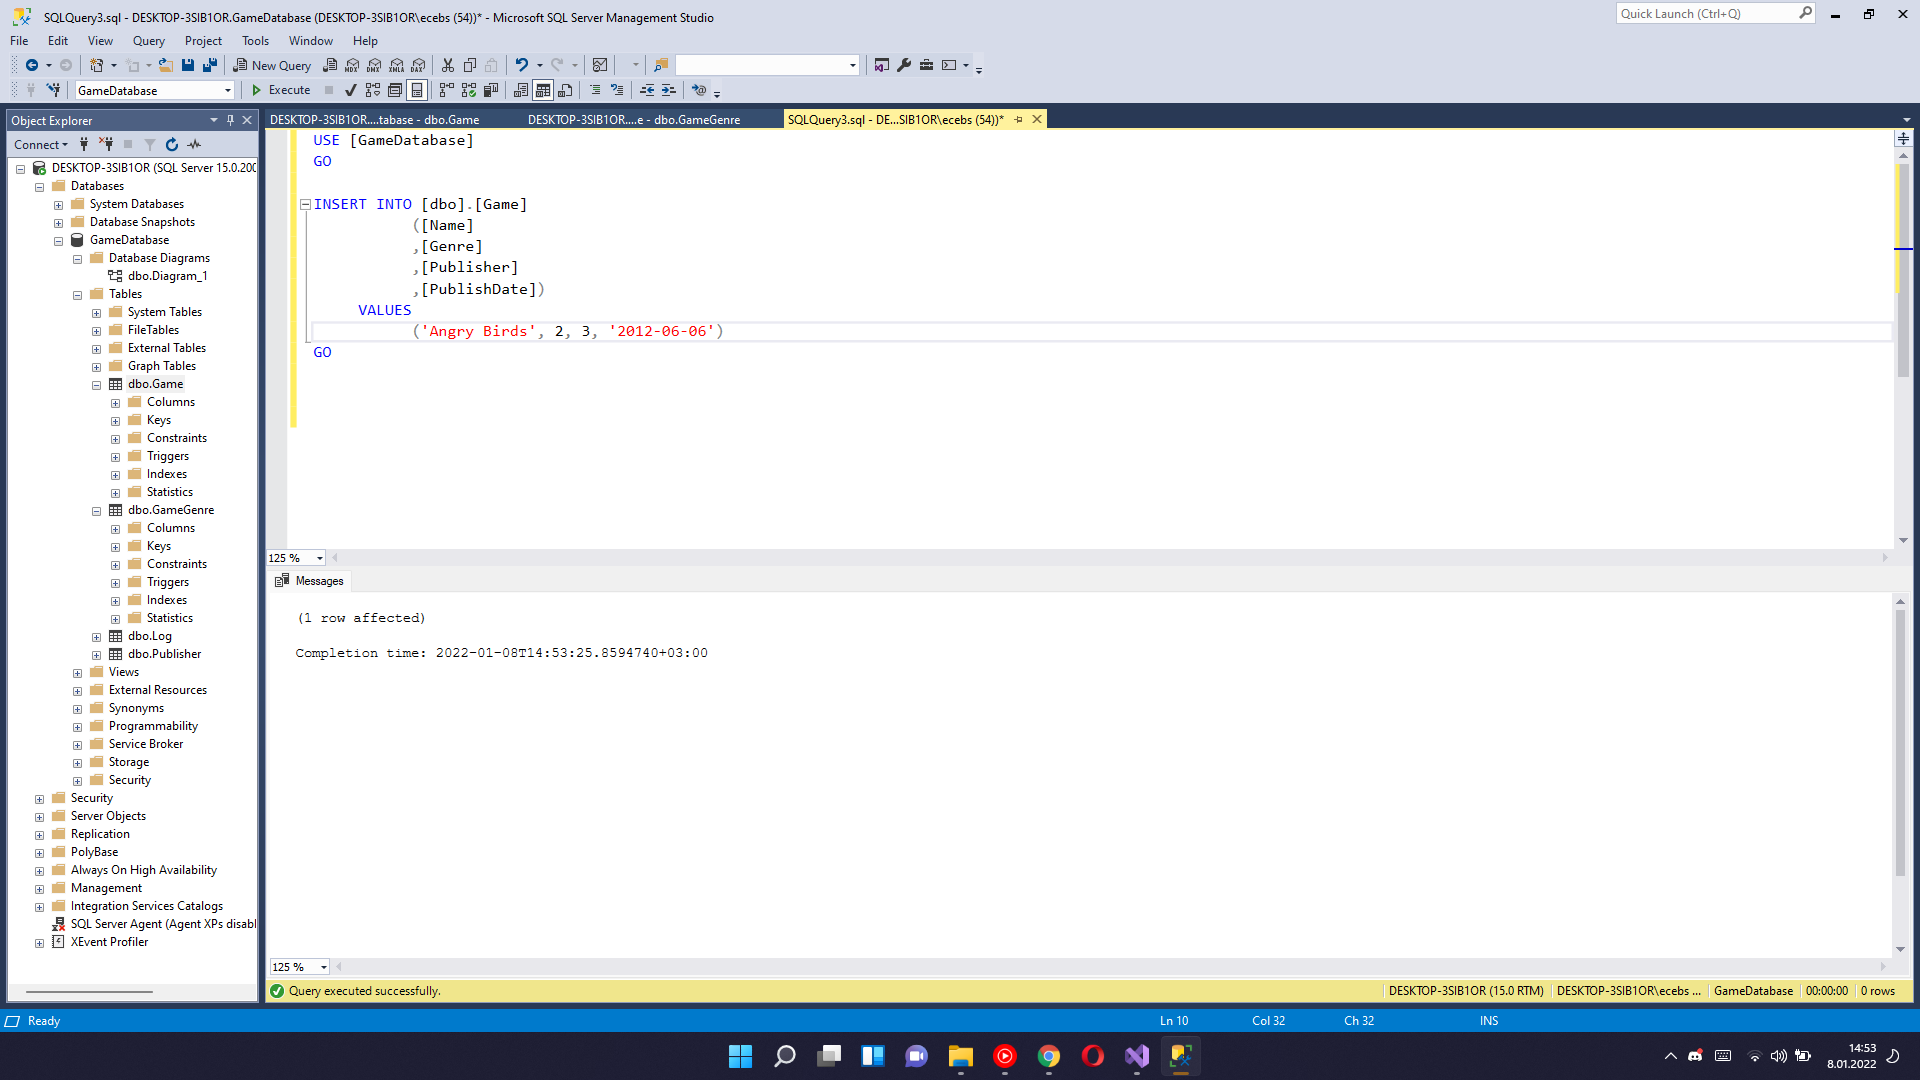 SQLQuery3.sql - DESKTOP-3SIB1OR.GameDatabase (DESKTOP-3SIB1OR\ecebs (54))* - Microsoft SQL Server Management Studio
Quick Launch (Ctrl+Q)
File Edit View Query Project Tools Window Help
New Query
MDX DMX XMLA DAX
GameDatabase
Execute
Object Explorer
Connect
DESKTOP-3SIB1OR (SQL Server 15.0.200
Databases
System Databases
Database Snapshots
GameDatabase
Database Diagrams
dbo.Diagram_1
Tables
System Tables
FileTables
External Tables
Graph Tables
dbo.Game
Columns
Keys
Constraints
Triggers
Indexes
Statistics
dbo.GameGenre
Columns
Keys
Constraints
Triggers
Indexes
Statistics
dbo.Log
dbo.Publisher
Views
External Resources
Synonyms
Programmability
Service Broker
Storage
Security
Security
Server Objects
Replication
PolyBase
Always On High Availability
Management
Integration Services Catalogs
SQL Server Agent (Agent XPs disabl
XEvent Profiler
DESKTOP-3SIB1OR....tabase - dbo.Game
DESKTOP-3SIB1OR....e - dbo.GameGenre
SQLQuery3.sql - DE...SIB1OR\ecebs (54))*
USE [GameDatabase]
GO
INSERT INTO [dbo].[Game]
([Name]
,[Genre]
,[Publisher]
,[PublishDate])
VALUES
('Angry Birds', 2, 3, '2012-06-06')
GO
125 %
Messages
(1 row affected)
Completion time: 2022-01-08T14:53:25.8594740+03:00
125 %
Query executed successfully.
DESKTOP-3SIB1OR (15.0 RTM)
DESKTOP-3SIB1OR\ecebs ...
GameDatabase
00:00:00
0 rows
Ready
Ln 10
Col 32
Ch 32
INS
14:53
8.01.2022